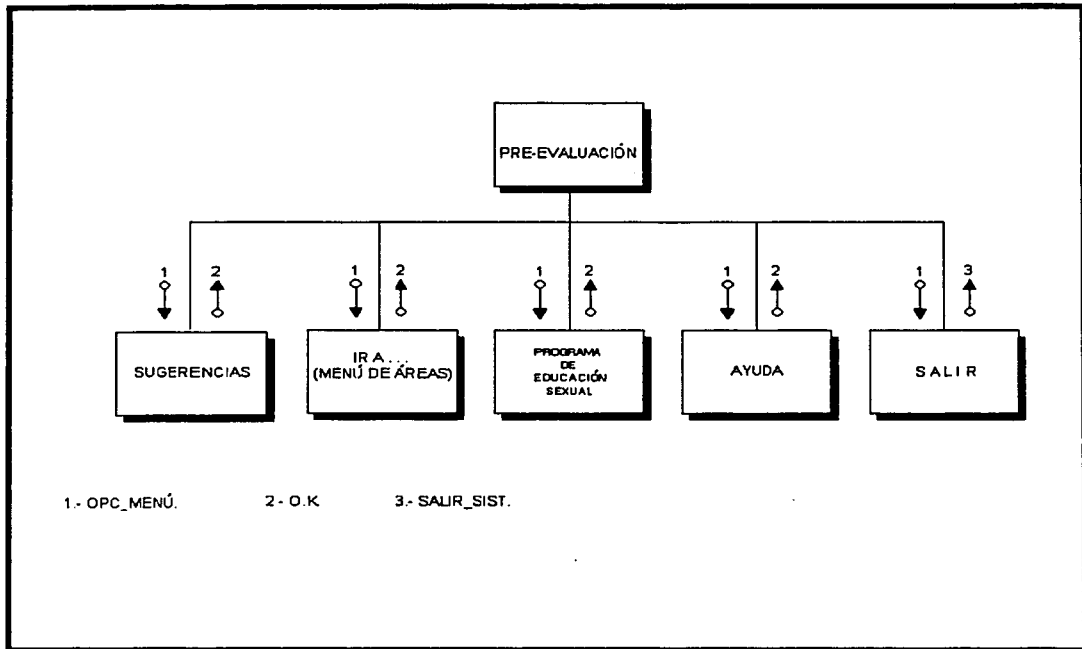 PRE-EVALUACIÓN
1 2 1 2 1 2 1 2 1 3
SUGERENCIAS
IR A . . .
(MENÚ DE ÁREAS)
PROGRAMA
DE
EDUCACIÓN
SEXUAL
AYUDA
SALIR
1.- OPC_MENÚ. 2 - O.K 3.- SALIR_SIST.